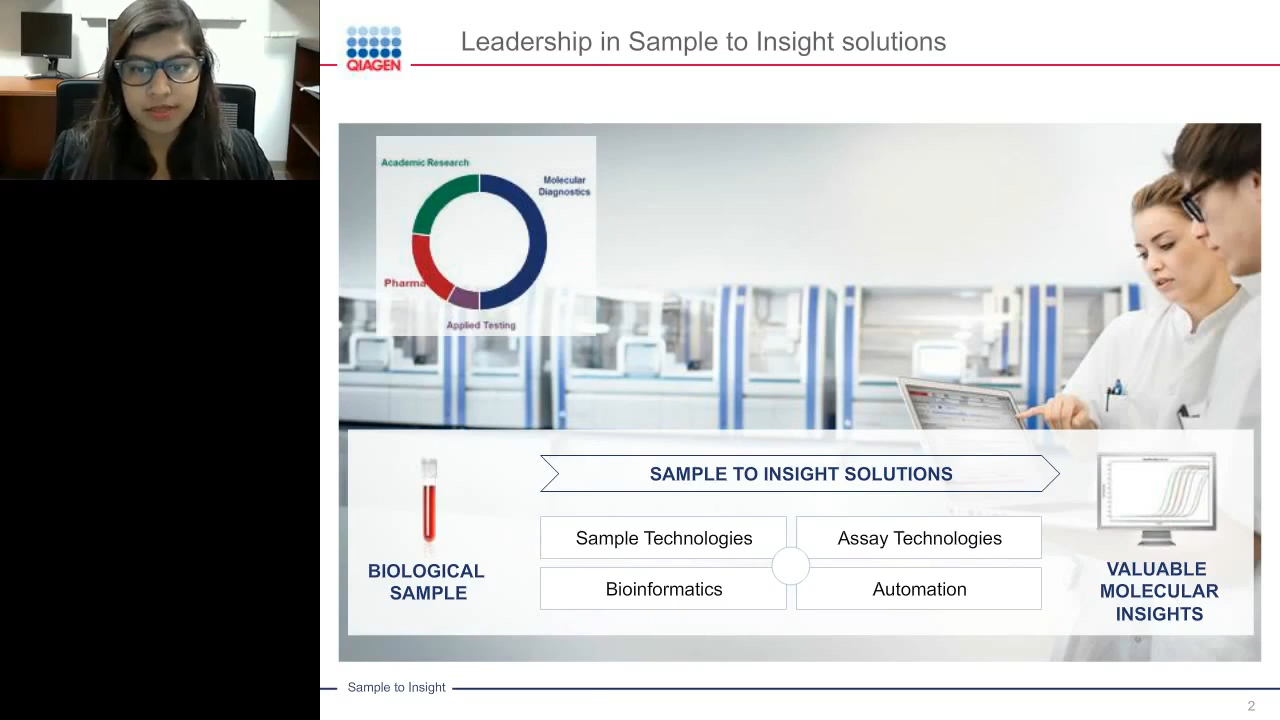 QIAGEN
Leadership in Sample to Insight solutions
Academic Research
Molecular
Diagnostics
Pharma
Applied Testing
SAMPLE TO INSIGHT SOLUTIONS
Sample Technologies
Assay Technologies
Bioinformatics
Automation
BIOLOGICAL
SAMPLE
VALUABLE
MOLECULAR
INSIGHTS
Sample to Insight
2